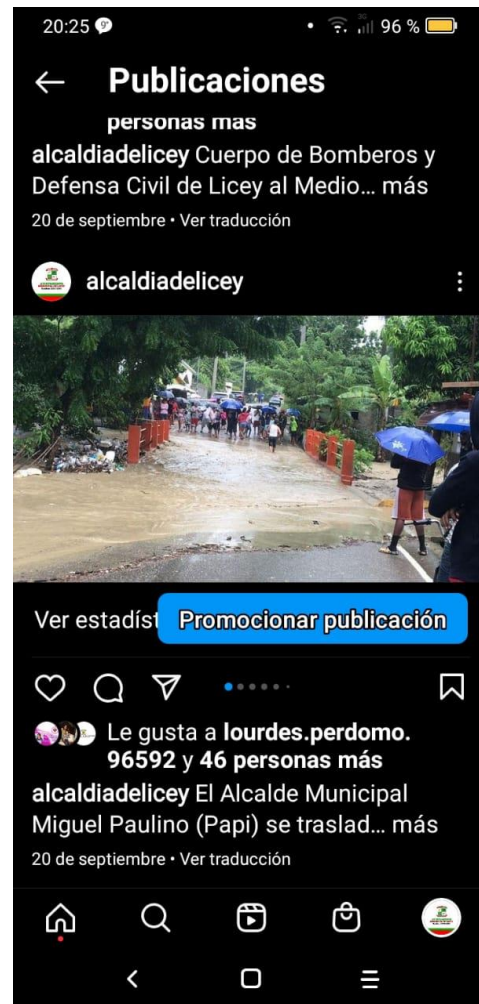 20:25
96 %
Publicaciones
personas más
alcaldiadelicey Cuerpo de Bomberos y
Defensa Civil de Licey al Medio... más
20 de septiembre • Ver traducción
alcaldiadelicey
Ver estadíst
Promocionar publicación
Le gusta a lourdes.perdomo.
96592 y 46 personas más
alcaldiadelicey El Alcalde Municipal
Miguel Paulino (Papi) se traslad... más
20 de septiembre • Ver traducción